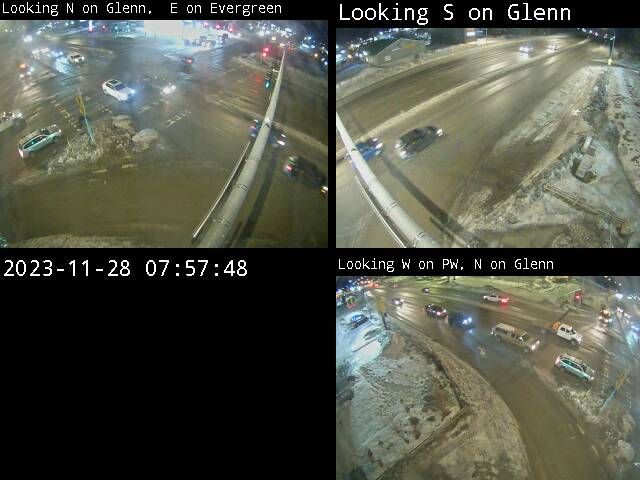 Looking N on Glenn,  E on Evergreen
Looking S on Glenn
2023-11-28 07:57:48
Looking W on PW, N on Glenn